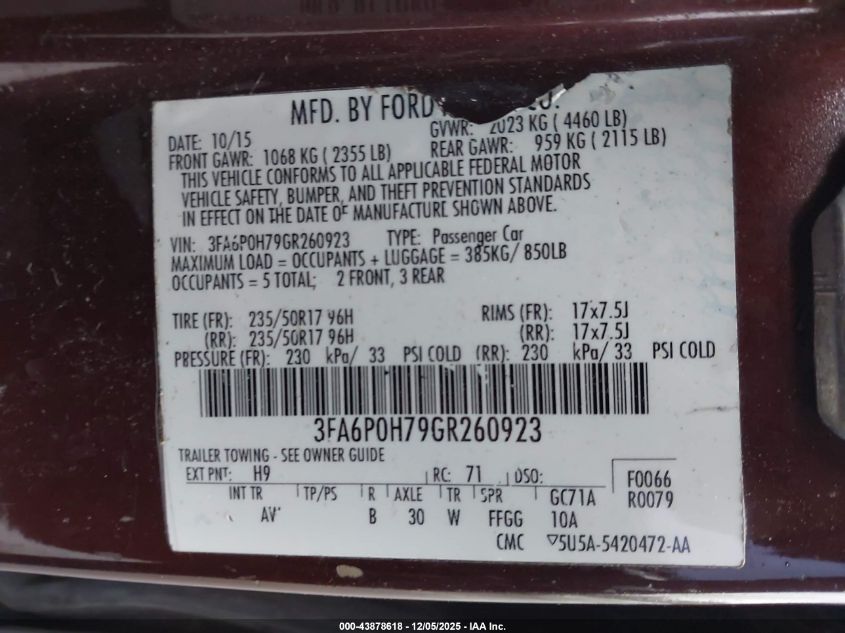 MFD. BY FORD
DATE: 10/15 GVWR: 2023 KG ( 4460 LB)
FRONT GAWR: 1068 KG ( 2355 LB) REAR GAWR: 959 KG ( 2115 LB)
THIS VEHICLE CONFORMS TO ALL APPLICABLE FEDERAL MOTOR
VEHICLE SAFETY, BUMPER, AND THEFT PREVENTION STANDARDS
IN EFFECT ON THE DATE OF MANUFACTURE SHOWN ABOVE.
VIN: 3FA6P0H79GR260923 TYPE: Passenger Car
MAXIMUM LOAD = OCCUPANTS + LUGGAGE = 385KG/ 850LB
OCCUPANTS = 5 TOTAL; 2 FRONT, 3 REAR
TIRE (FR): 235/50R17 96H RIMS (FR): 17x7.5J
(RR): 235/50R17 96H (RR): 17x7.5J
PRESSURE (FR): 230 kPa/ 33 PSI COLD (RR): 230 kPa/ 33 PSI COLD
3FA6P0H79GR260923
TRAILER TOWING - SEE OWNER GUIDE
EXT PNT: H9 RC: 71 DSO: F0066
INT TR TP/PS R AXLE TR SPR GC71A R0079
AV B 30 W FFGG 10A
CMC 5U5A-5420472-AA
000-43878618 - 12/05/2025 - IAA Inc.